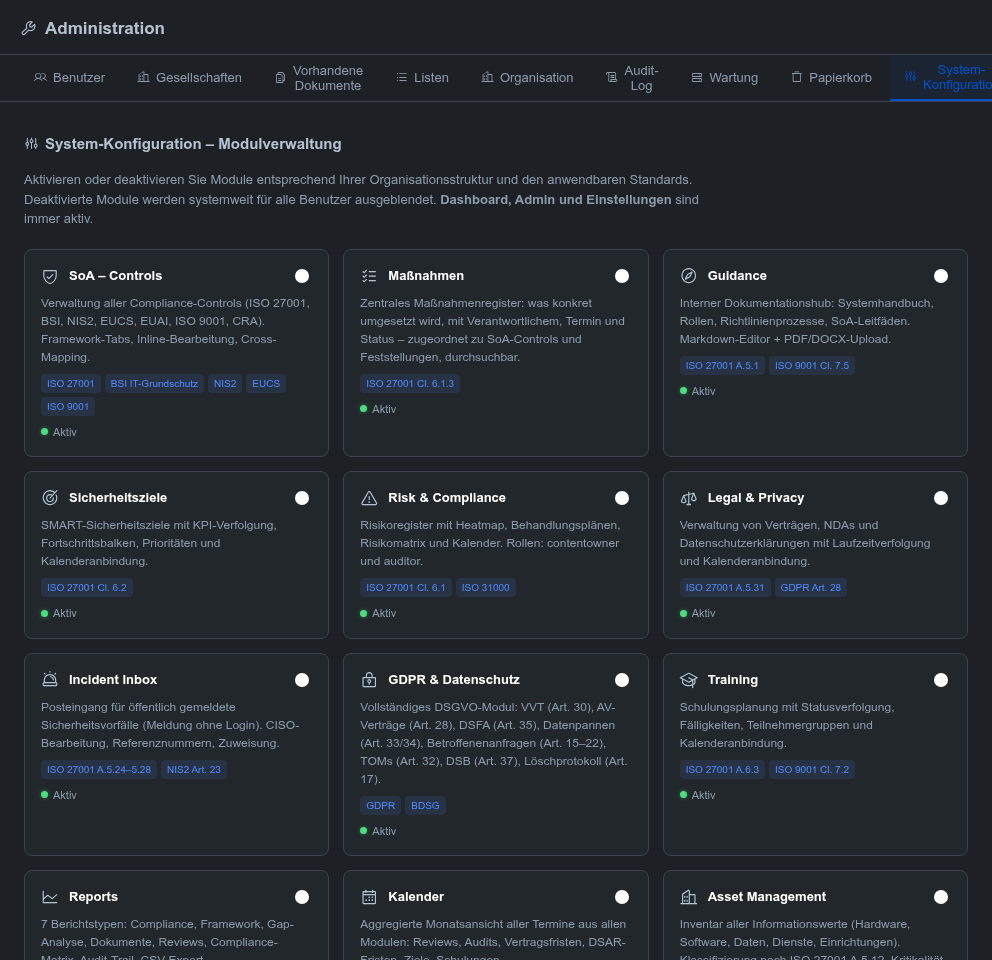 Administration
Benutzer
Gesellschaften
Vorhandene
Dokumente
Listen
Organisation
Audit-
Log
Wartung
Papierkorb
System-
Konfiguratio
System-Konfiguration – Modulverwaltung
Aktivieren oder deaktivieren Sie Module entsprechend Ihrer Organisationsstruktur und den anwendbaren Standards.
Deaktivierte Module werden systemweit für alle Benutzer ausgeblendet. Dashboard, Admin und Einstellungen sind
immer aktiv.
SoA – Controls
Verwaltung aller Compliance-Controls (ISO 27001,
BSI, NIS2, EUCS, EUAI, ISO 9001, CRA).
Framework-Tabs, Inline-Bearbeitung, Cross-
Mapping.
ISO 27001 BSI IT-Grundschutz NIS2 EUCS
ISO 9001
Aktiv
Maßnahmen
Zentrales Maßnahmenregister: was konkret
umgesetzt wird, mit Verantwortlichem, Termin und
Status – zugeordnet zu SoA-Controls und
Feststellungen, durchsuchbar.
ISO 27001 Cl. 6.1.3
Aktiv
Guidance
Interner Dokumentationshub: Systemhandbuch,
Rollen, Richtlinienprozesse, SoA-Leitfäden.
Markdown-Editor + PDF/DOCX-Upload.
ISO 27001 A.5.1 ISO 9001 Cl. 7.5
Aktiv
Sicherheitsziele
SMART-Sicherheitsziele mit KPI-Verfolgung,
Fortschrittsbalken, Prioritäten und
Kalenderanbindung.
ISO 27001 Cl. 6.2
Aktiv
Risk & Compliance
Risikoregister mit Heatmap, Behandlungsplänen,
Risikomatrix und Kalender. Rollen: contentowner
und auditor.
ISO 27001 Cl. 6.1 ISO 31000
Aktiv
Legal & Privacy
Verwaltung von Verträgen, NDAs und
Datenschutzerklärungen mit Laufzeitverfolgung
und Kalenderanbindung.
ISO 27001 A.5.31 GDPR Art. 28
Aktiv
Incident Inbox
Posteingang für öffentlich gemeldete
Sicherheitsvorfälle (Meldung ohne Login). CISO-
Bearbeitung, Referenznummern, Zuweisung.
ISO 27001 A.5.24–5.28 NIS2 Art. 23
Aktiv
GDPR & Datenschutz
Vollständiges DSGVO-Modul: VVT (Art. 30), AV-
Verträge (Art. 28), DSFA (Art. 35), Datenpannen
(Art. 33/34), Betroffenenanfragen (Art. 15–22),
TOMs (Art. 32), DSB (Art. 37), Löschprotokoll (Art.
17).
GDPR BDSG
Aktiv
Training
Schulungsplanung mit Statusverfolgung,
Fälligkeiten, Teilnehmergruppen und
Kalenderanbindung.
ISO 27001 A.6.3 ISO 9001 Cl. 7.2
Aktiv
Reports
7 Berichtstypen: Compliance, Framework, Gap-
Analyse, Dokumente, Reviews, Compliance-
Matrix, Audit-Trail, CSV-Export.
Kalender
Aggregierte Monatsansicht aller Termine aus allen
Modulen: Reviews, Audits, Vertragsfristen, DSAR-
Fristen, Ziele, Schulungen.
Asset Management
Inventar aller Informationswerte (Hardware,
Software, Daten, Dienste, Einrichtungen).
Klassifizierung nach ISO 27001 A.5.12, Kritikalität